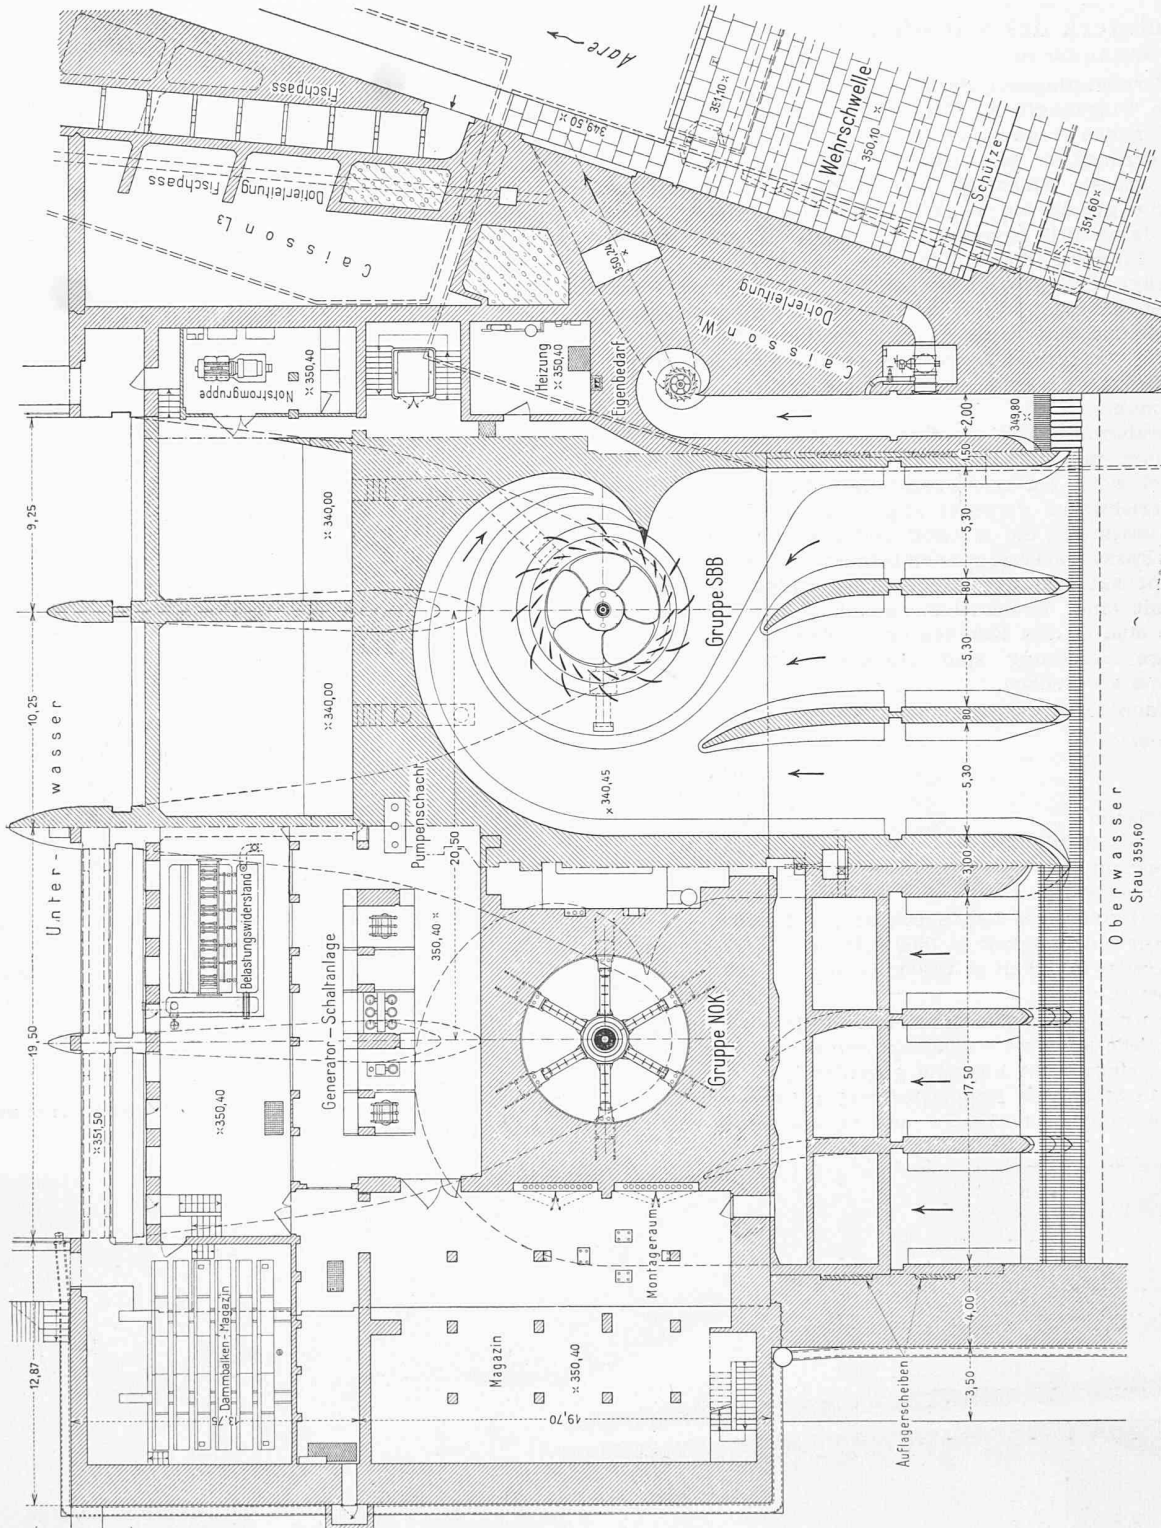 Aare
Fischpass
349.50
351,10
Wehrschwelle
350,10
Schütze
351,60
Dotierleitung
Fischpass
Caisson L3
350,24
Dotierleitung
Caisson WL
Notstromgruppe
350,40
Heizung
350,40
Eigenbedarf
2,00
349,80
1,50
9,25
340,00
5,30
80
Gruppe SBB
5,30
10,25
340,00
80
Unter-wasser
340,45
5,30
Pumpenschacht
20,50
3,00
Oberwasser
Stau 359,60
Belastungswiderstand
Generator-Schaltanlage
350,40
19,50
Gruppe NOK
17,50
351,50
350,40
Montageraum
Dammbalken-Magazin
12,87
Magazin
350,40
4,00
3,50
13,75
19,70
Auflagerscheiben